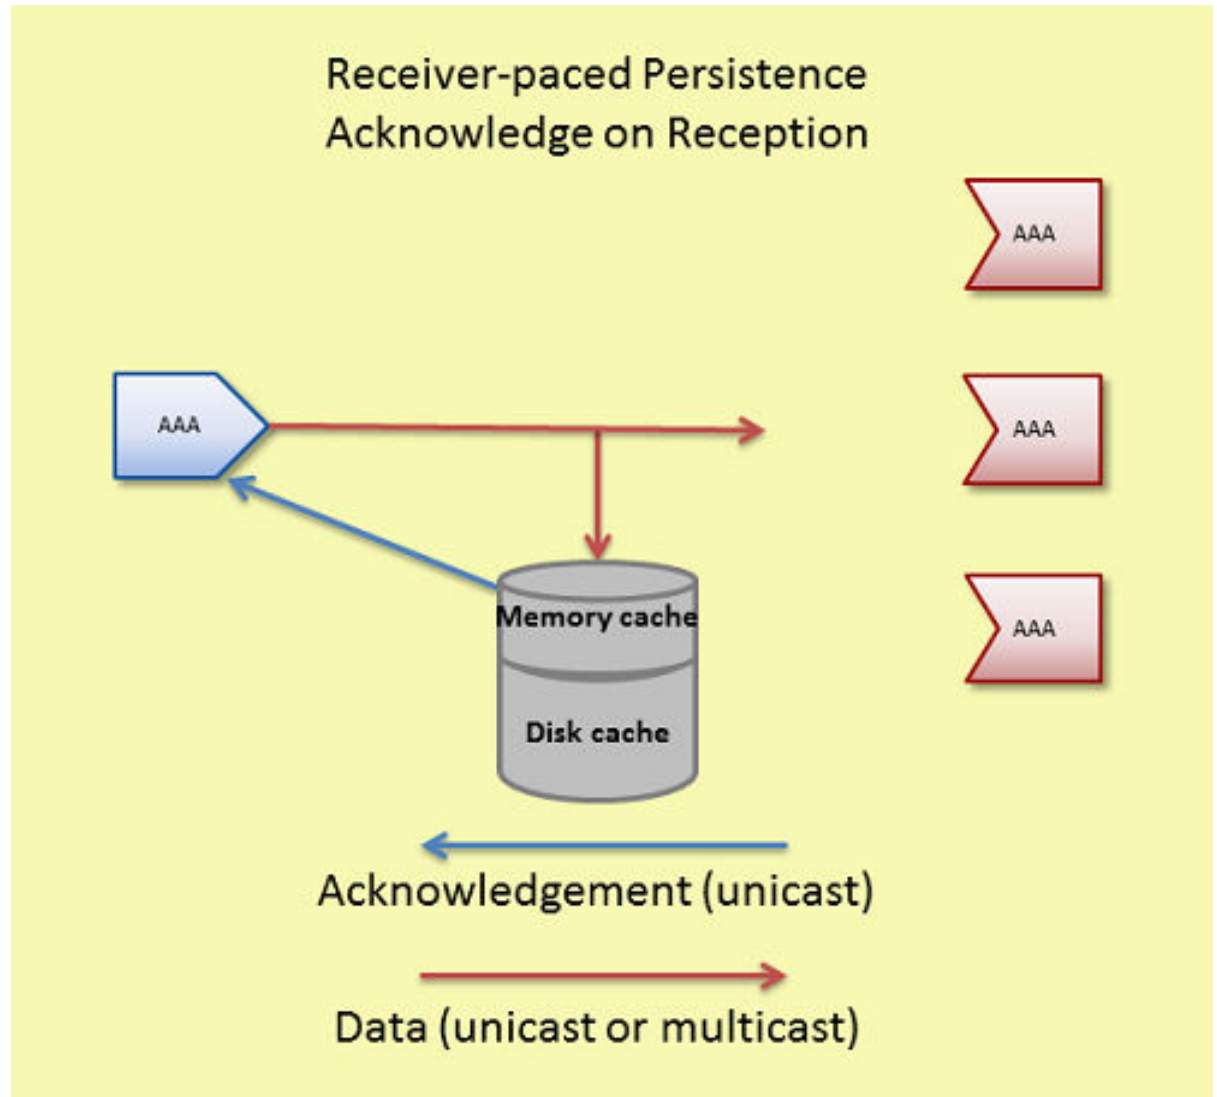 Receiver-paced Persistence
Acknowledge on Reception
AAA
AAA
AAA
AAA
Memory cache
Disk cache
Acknowledgement (unicast)
Data (unicast or multicast)